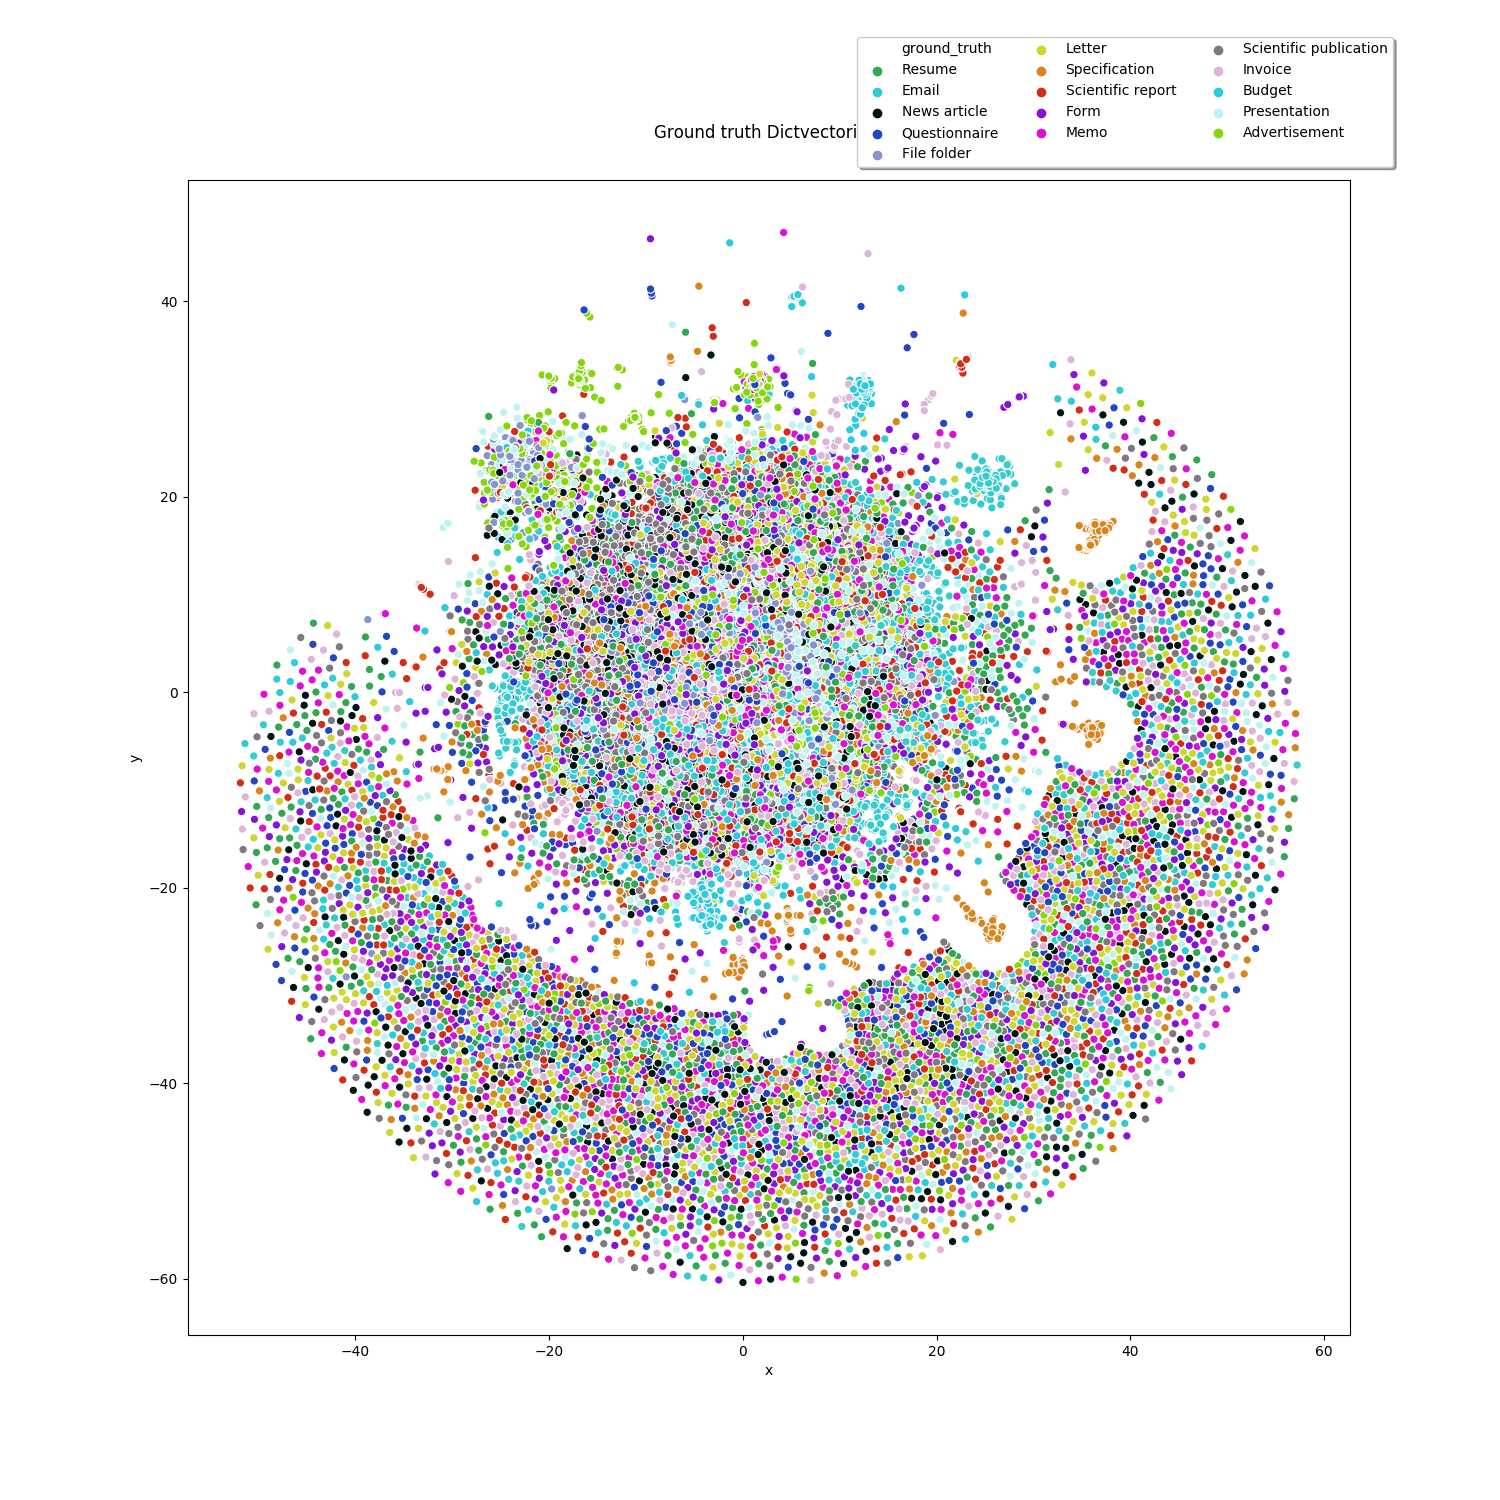 ground_truth
Resume
Email
News article
Questionnaire
File folder
Letter
Specification
Scientific report
Form
Memo
Scientific publication
Invoice
Budget
Presentation
Advertisement
Ground truth
40
20
0
−20
−40
−60
y
−40
−20
0
20
40
60
x